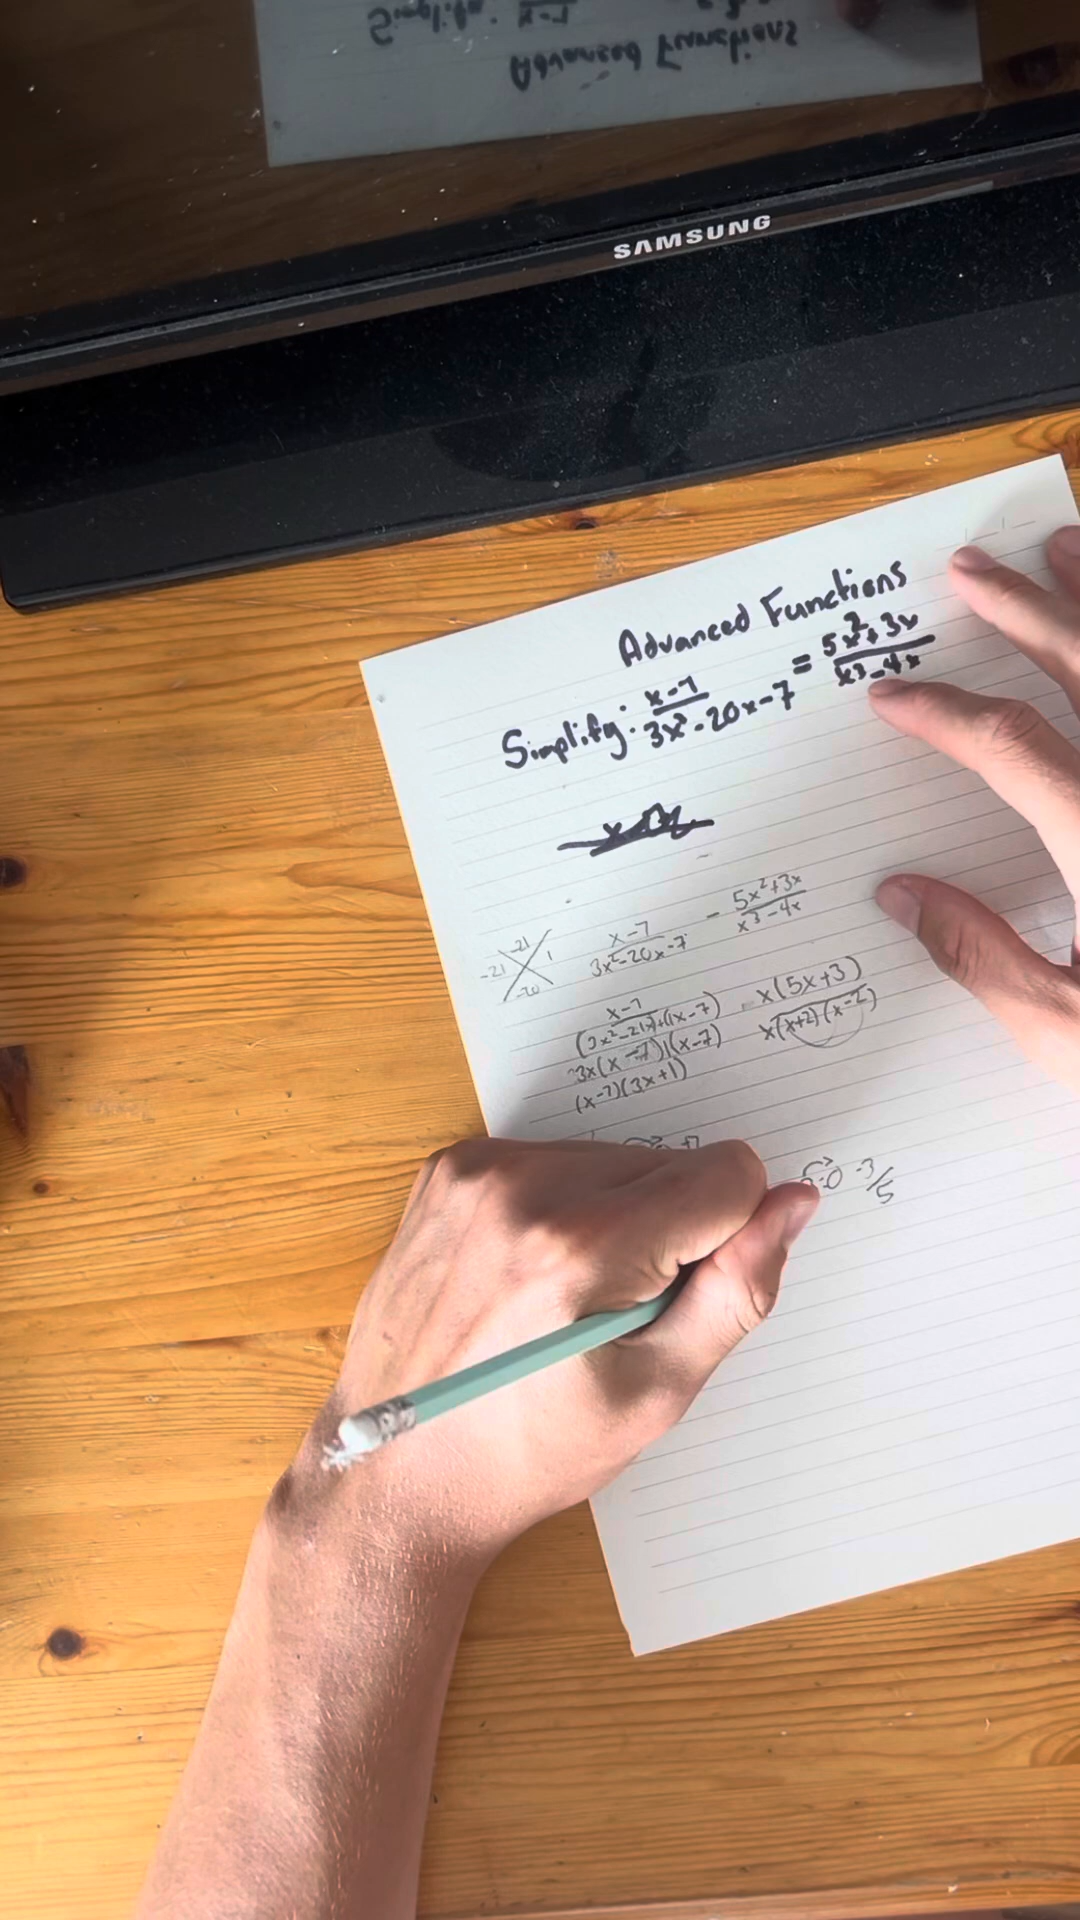 SAMSUNG
Advanced Functions
Simplify: x-7/3x²-20x-7 = 5x²+3x/x³-4x
-21
-21 1
-20
x-7/3x²-20x-7 - 5x²+3x/x³-4x
x-7/(3x²-21x)+(1x-7) x(5x+3)/x(x+2)(x-2)
3x(x-7)1(x-7)
(x-7)(3x+1)
-3/5